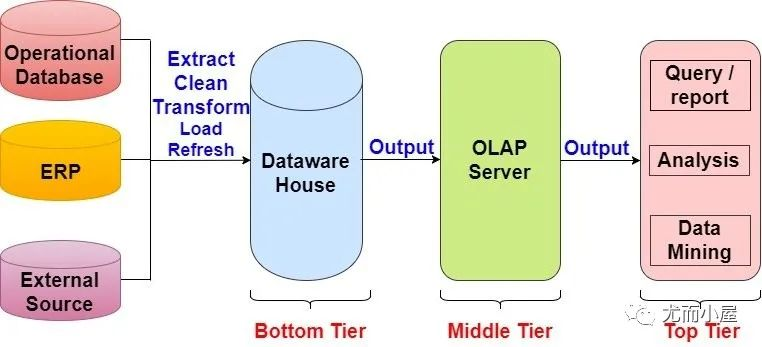 Operational
Database
ERP
External
Source
Extract
Clean
Transform
Load
Refresh
Dataware
House
Output
OLAP
Server
Output
Query /
report
Analysis
Data
Mining
Bottom Tier
Middle Tier
Top Tier
尤而小屋